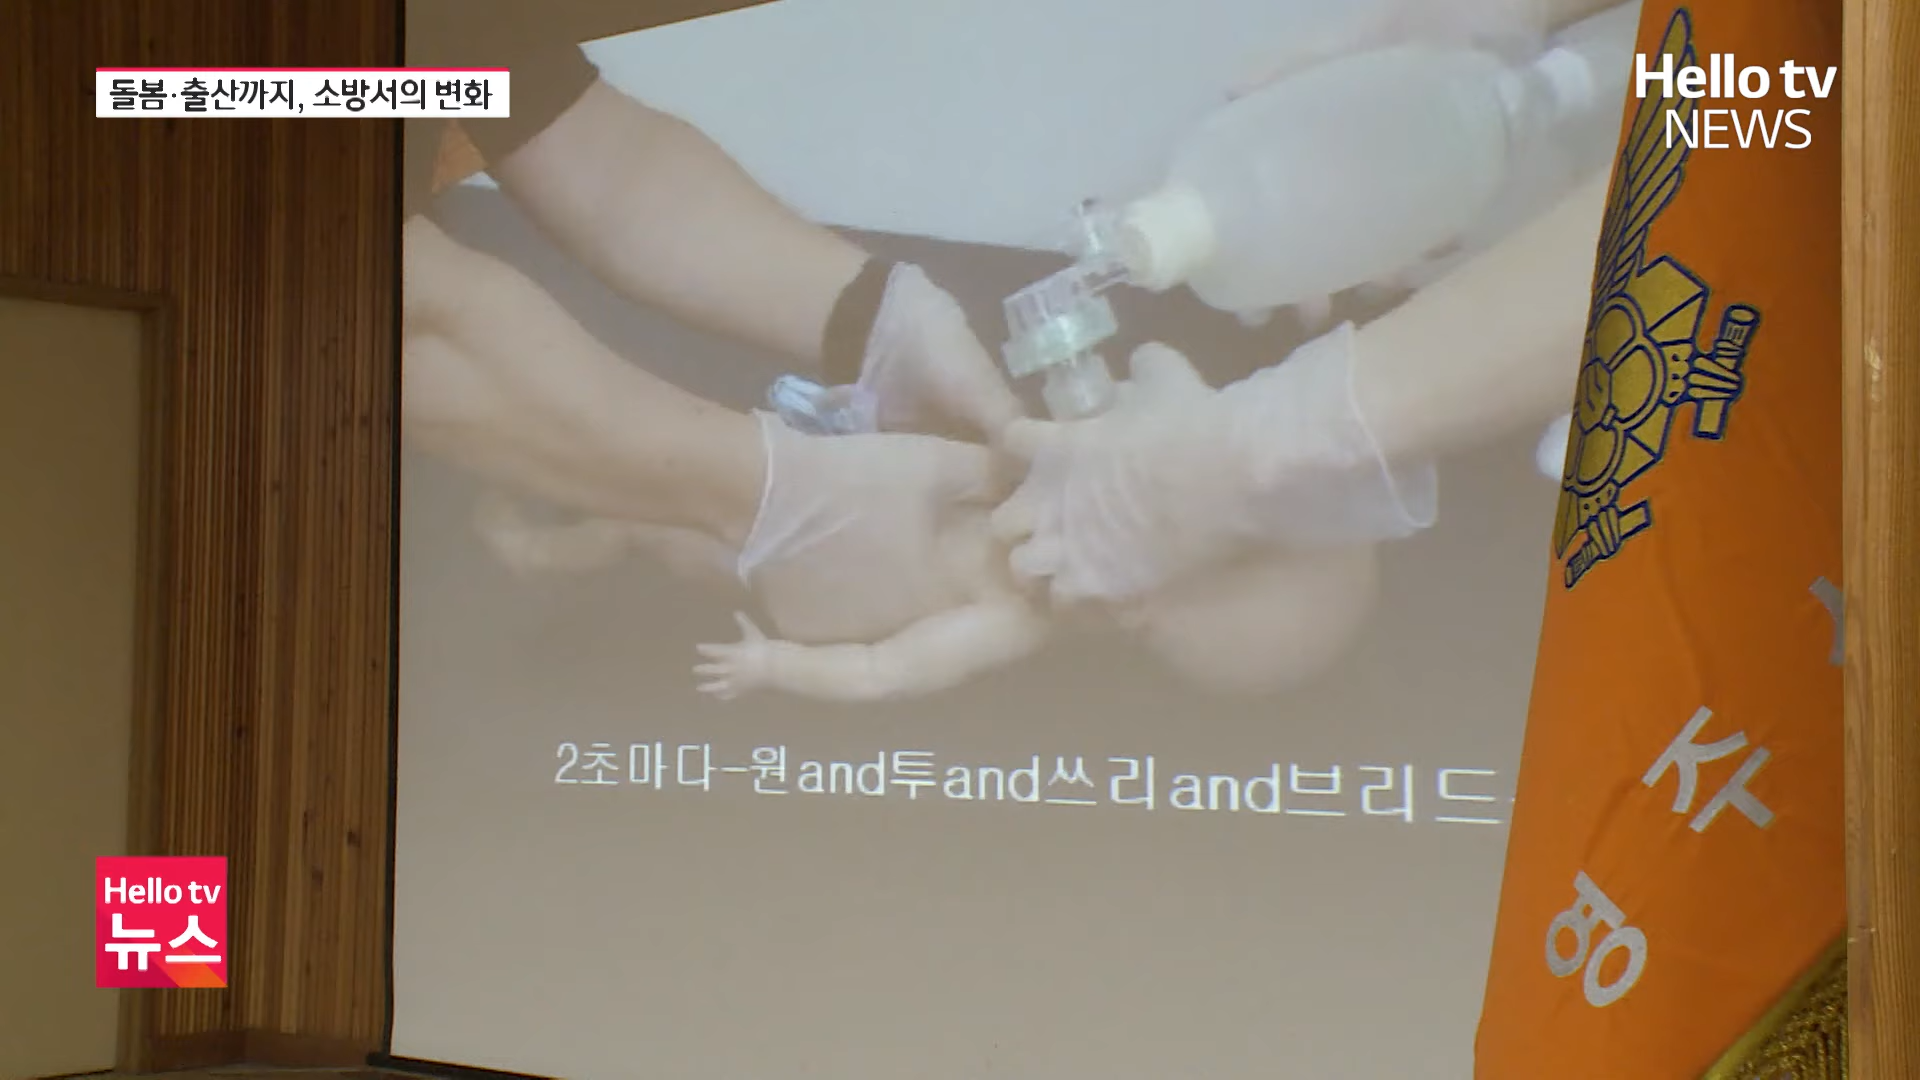 돌봄·출산까지, 소방서의 변화
Hello tv
NEWS
2초마다-원and투and쓰리and브리드
영주
Hello tv
뉴스